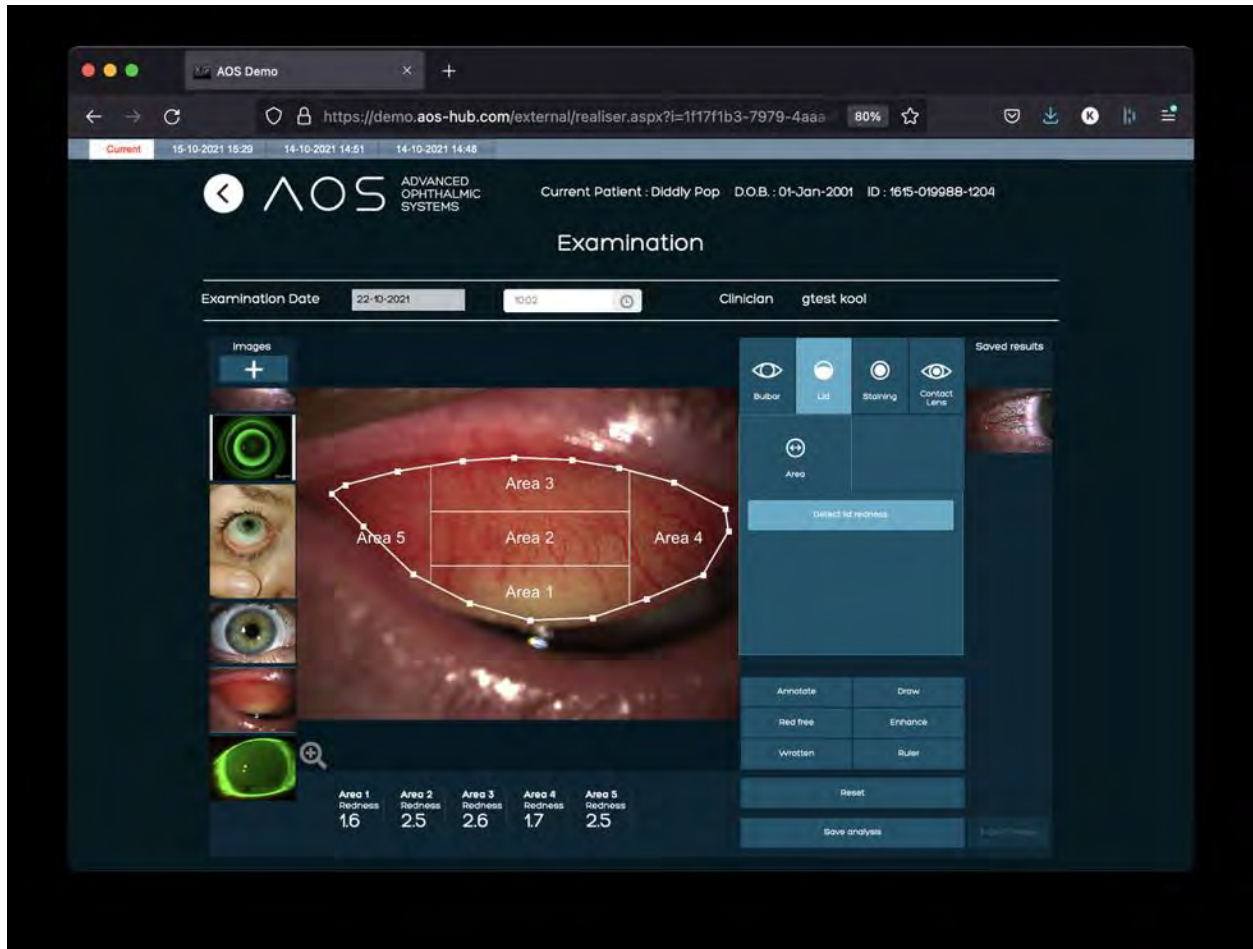 AOS Demo
https://demo.aos-hub.com/external/realiser.aspx?i=1f17f1b3-7979-4aaa
80%
K
Current 15-10-2021 15:29 14-10-2021 14:51 14-10-2021 14:48
AOS
ADVANCED
OPHTHALMIC
SYSTEMS
Current Patient : Diddly Pop D.O.B. : 01-Jan-2001 ID : 1615-019988-1204
Examination
Examination Date 22-10-2021 10:02 Clinician gtest kool
Images
Saved results
Bulbar Lid Staining Contact
Lens
Area
Detect lid redness
Area 3
Area 5 Area 2 Area 4
Area 1
Annotate Draw
Red free Enhance
Wratten Ruler
Reset
Save analysis
Area 1 Area 2 Area 3 Area 4 Area 5
Redness Redness Redness Redness Redness
1.6 2.5 2.6 1.7 2.5